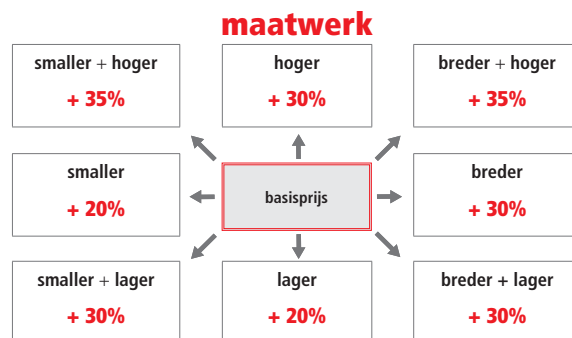 maatwerk
smaller + hoger
+ 35%
hoger
+ 30%
breder + hoger
+ 35%
smaller
+ 20%
basisprijs
breder
+ 30%
smaller + lager
+ 30%
lager
+ 20%
breder + lager
+ 30%